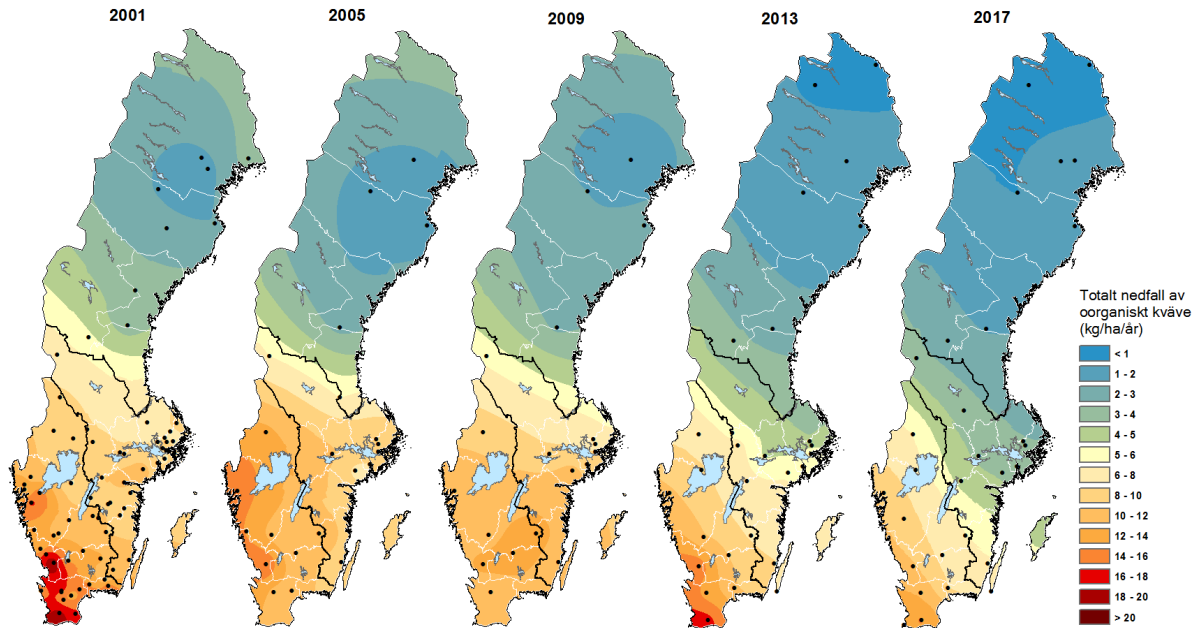 2001
2005
2009
2013
2017
Totalt nedfall av
oorganiskt kväve
(kg/ha/år)
< 1
1 - 2
2 - 3
3 - 4
4 - 5
5 - 6
6 - 8
8 - 10
10 - 12
12 - 14
14 - 16
16 - 18
18 - 20
> 20